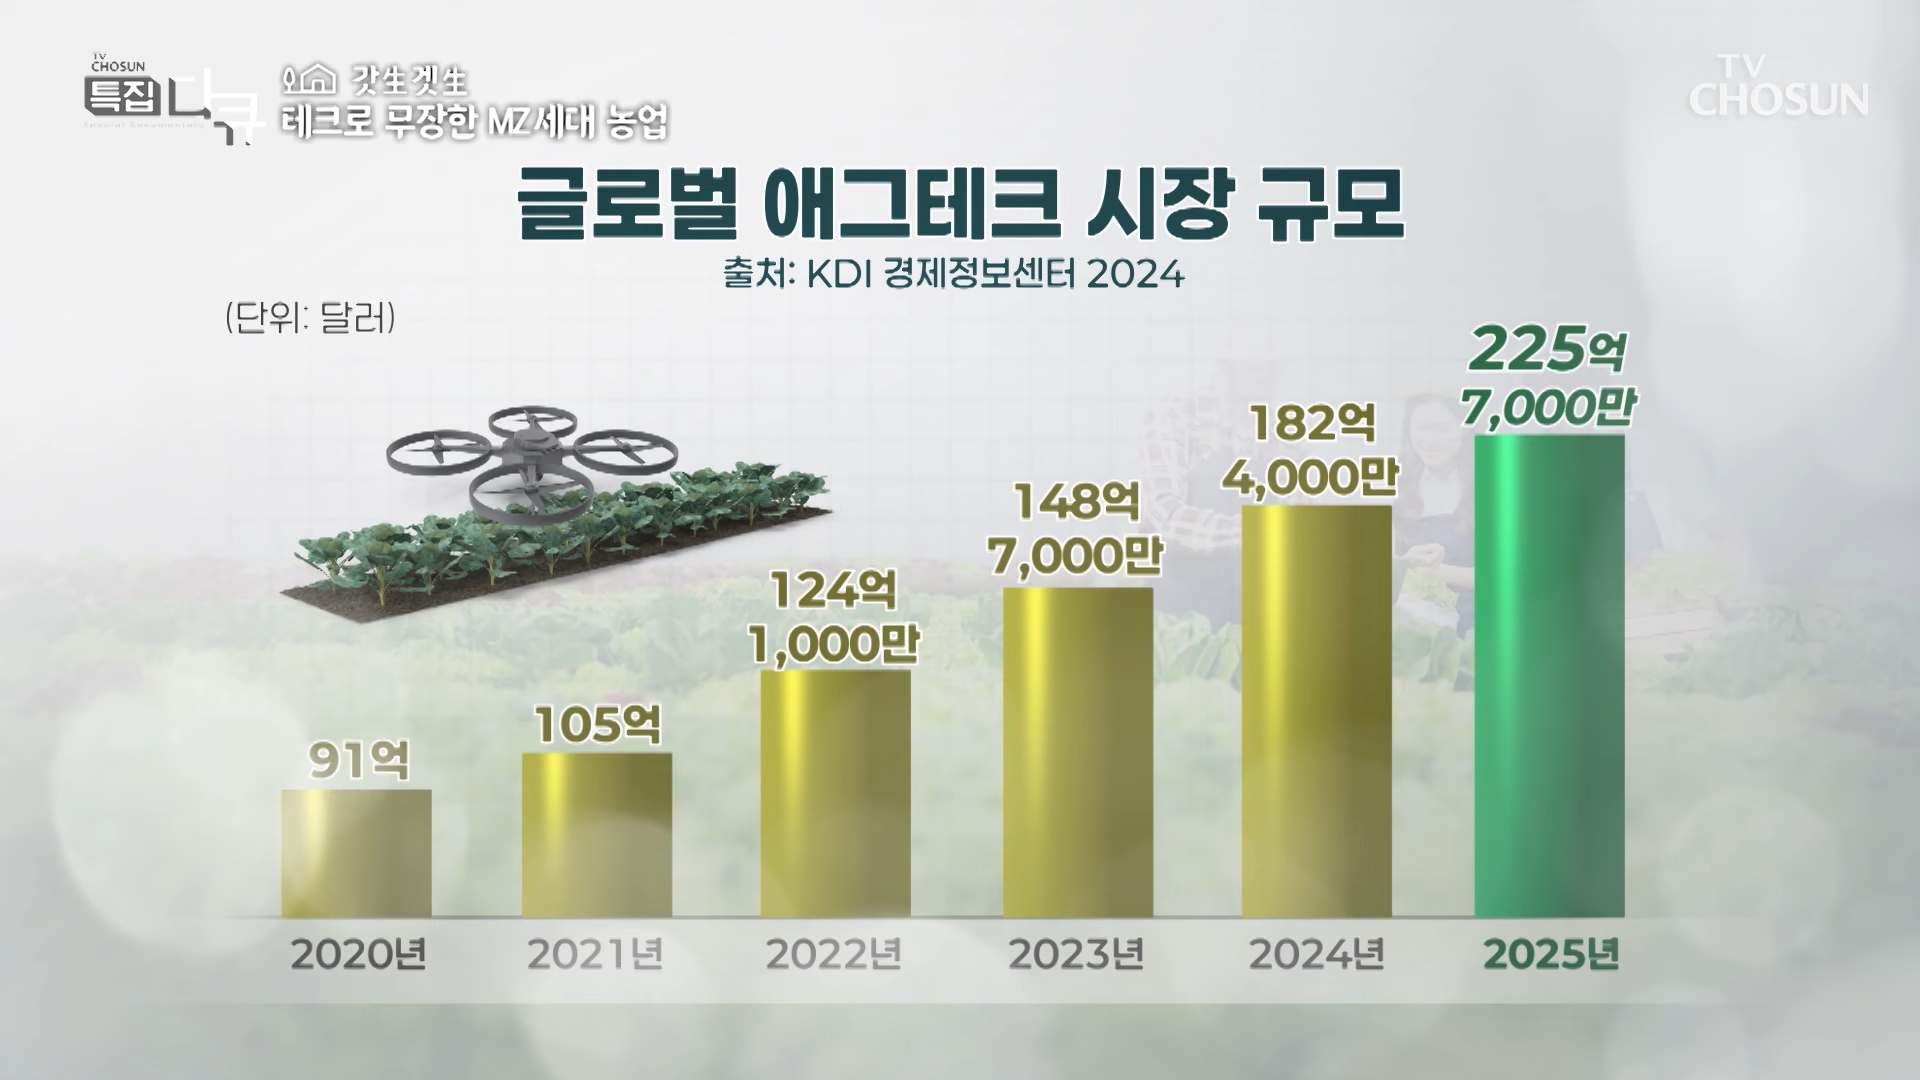 TV
CHOSUN
특집 다큐
Special Documentary
갓生겟生
테크로 무장한 MZ세대 농업
TV
CHOSUN
글로벌 애그테크 시장 규모
출처: KDI 경제정보센터 2024
(단위: 달러)
91억
105억
124억
1,000만
148억
7,000만
182억
4,000만
225억
7,000만
2020년
2021년
2022년
2023년
2024년
2025년